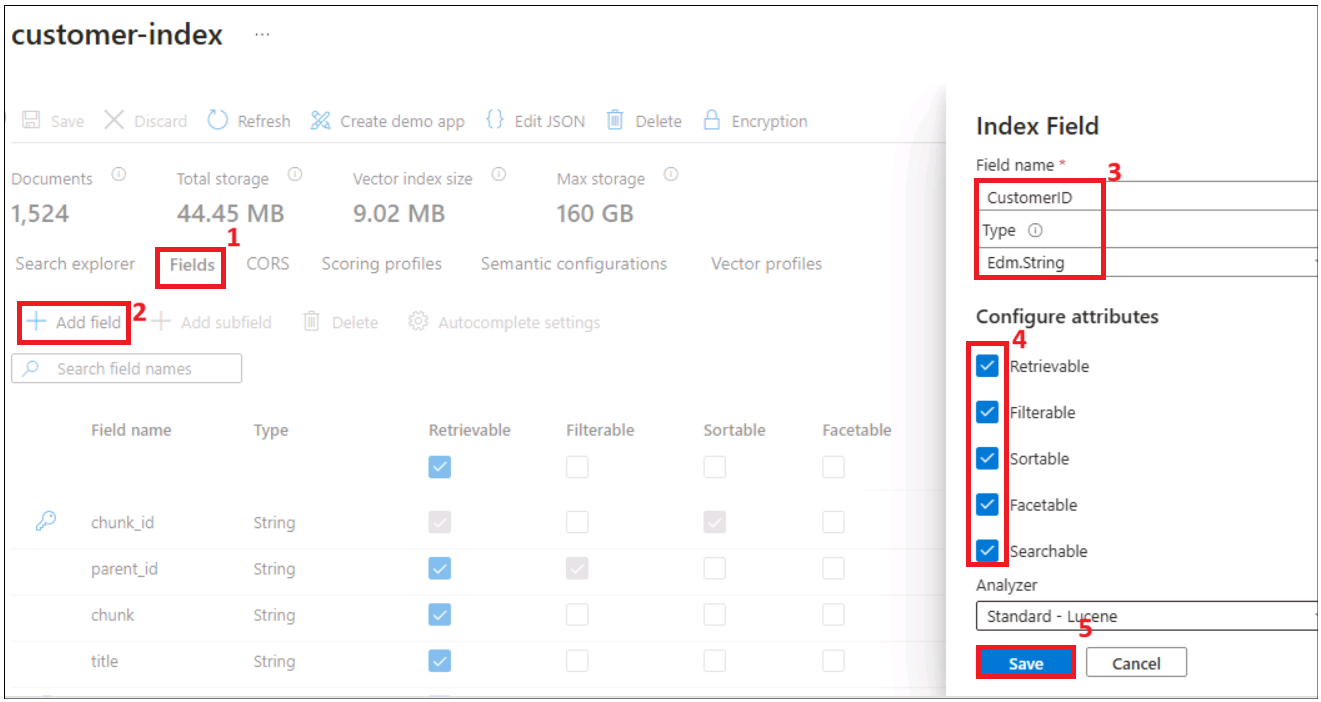 customer-index ...
Save Discard Refresh Create demo app {} Edit JSON Delete Encryption
Documents Total storage Vector index size Max storage
1,524 44.45 MB 9.02 MB 160 GB
1
Search explorer Fields CORS Scoring profiles Semantic configurations Vector profiles
2
+ Add field + Add subfield Delete Autocomplete settings
Search field names
Field name Type Retrievable Filterable Sortable Facetable
chunk_id String
parent_id String
chunk String
title String
Index Field
Field name *
3
CustomerID
Type
Edm.String
Configure attributes
4
Retrievable
Filterable
Sortable
Facetable
Searchable
Analyzer
Standard - Lucene
5
Save Cancel